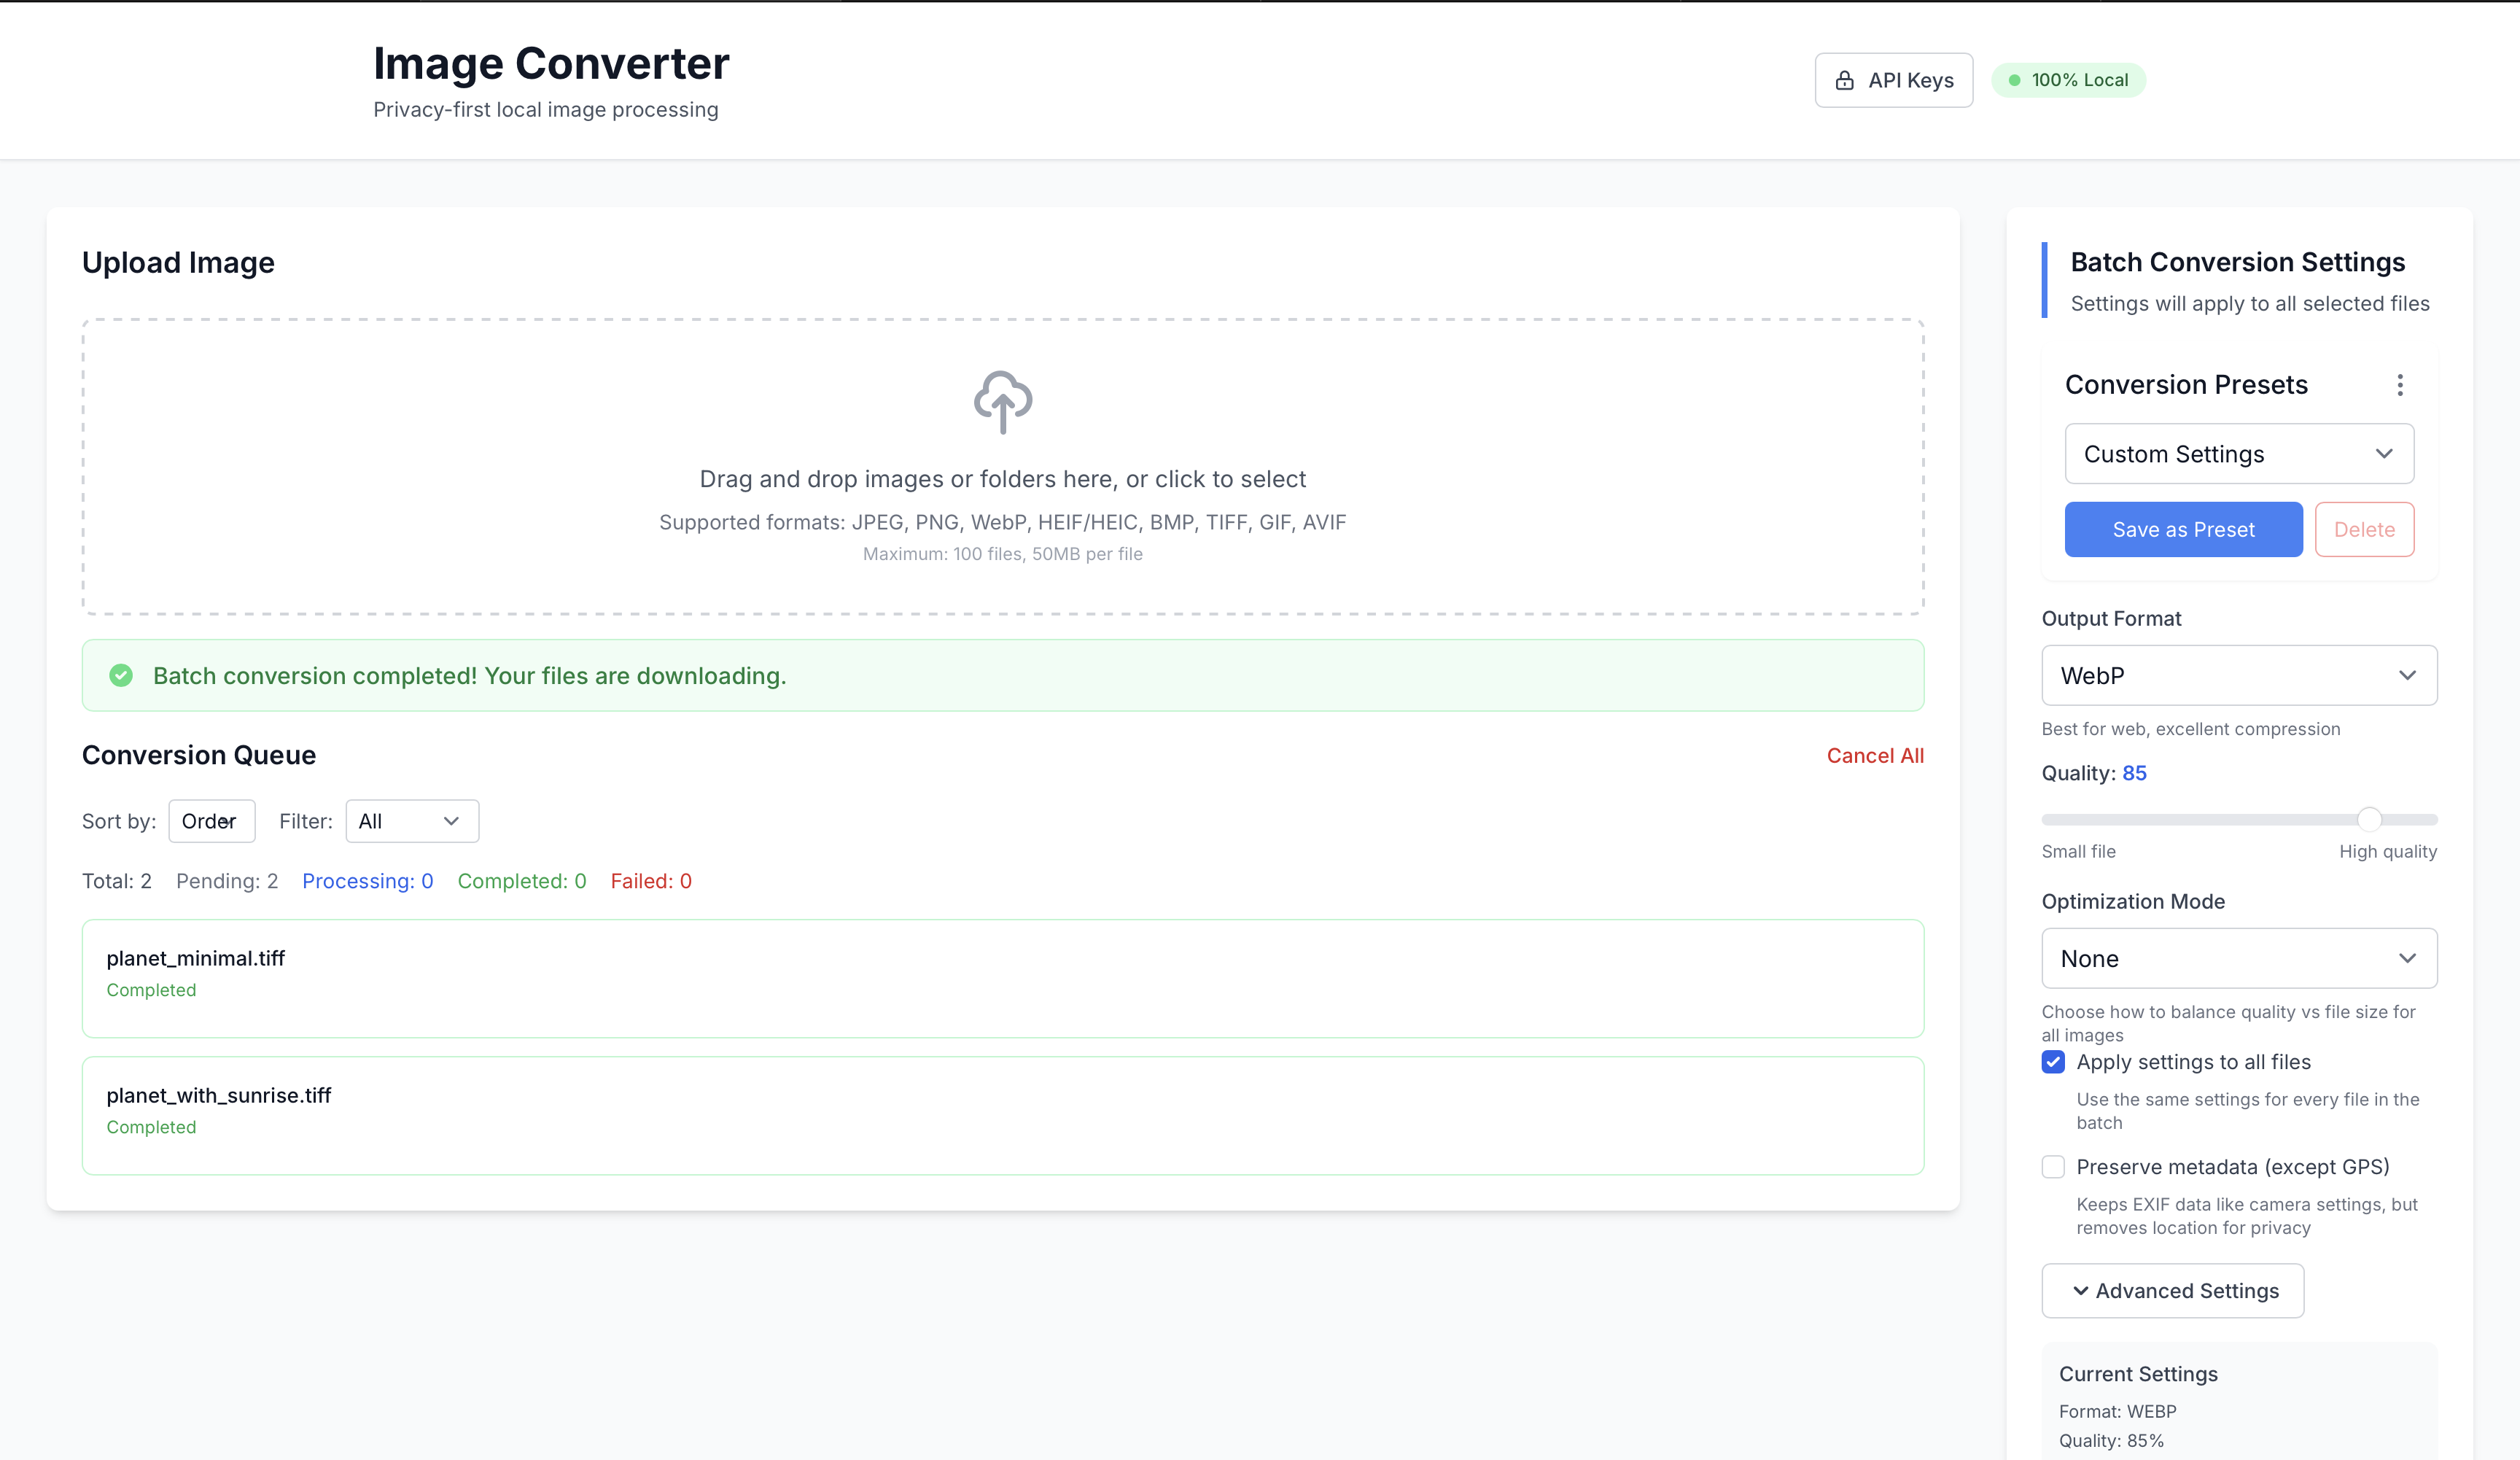 Image Converter
Privacy-first local image processing
API Keys
100% Local
Upload Image
Drag and drop images or folders here, or click to select
Supported formats: JPEG, PNG, WebP, HEIF/HEIC, BMP, TIFF, GIF, AVIF
Maximum: 100 files, 50MB per file
Batch conversion completed! Your files are downloading.
Conversion Queue
Cancel All
Sort by: Order Filter: All
Total: 2 Pending: 2 Processing: 0 Completed: 0 Failed: 0
planet_minimal.tiff
Completed
planet_with_sunrise.tiff
Completed
Batch Conversion Settings
Settings will apply to all selected files
Conversion Presets
Custom Settings
Save as Preset Delete
Output Format
WebP
Best for web, excellent compression
Quality: 85
Small file High quality
Optimization Mode
None
Choose how to balance quality vs file size for
all images
Apply settings to all files
Use the same settings for every file in the
batch
Preserve metadata (except GPS)
Keeps EXIF data like camera settings, but
removes location for privacy
Advanced Settings
Current Settings
Format: WEBP
Quality: 85%